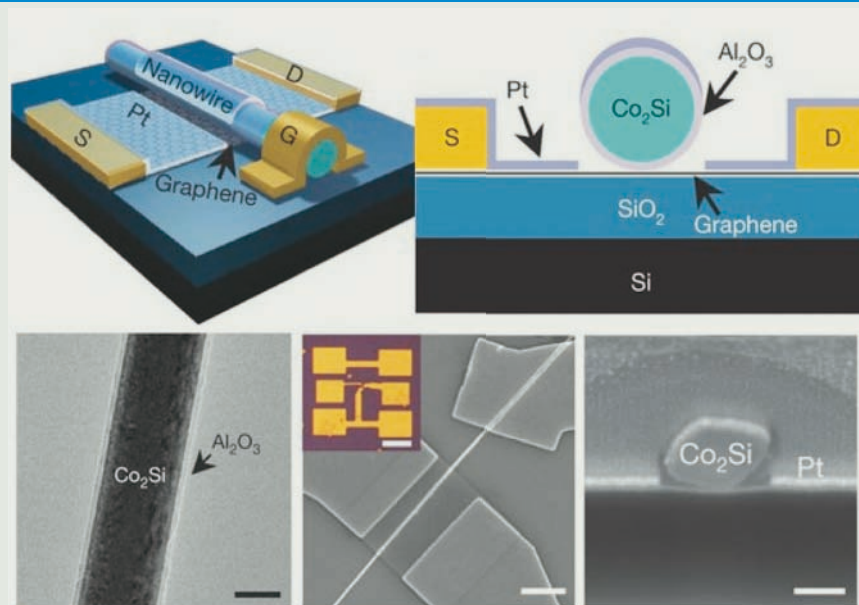 Nanowire
D
Pt
S
G
Graphene
Al₂O₃
Pt
Co₂Si
S
D
SiO₂
Graphene
Si
Al₂O₃
Co₂Si
Co₂Si
Pt